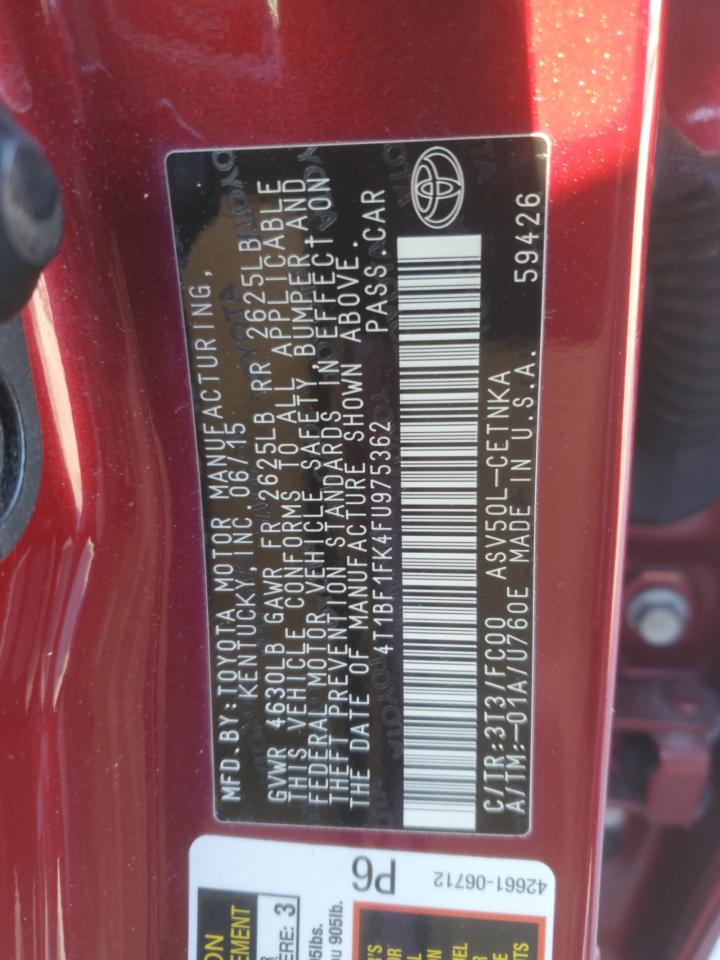 MFD. BY: TOYOTA MOTOR MANUFACTURING,
KENTUCKY, INC. 06/15
GVWR 4630LB GAWR FR 2625LB RR 2625LB
THIS VEHICLE CONFORMS TO ALL APPLICABLE
FEDERAL MOTOR VEHICLE SAFETY, BUMPER AND
THEFT PREVENTION STANDARDS IN EFFECT ON
THE DATE OF MANUFACTURE SHOWN ABOVE.
4T1BF1FK4FU975362 PASS. CAR
C/TR: 3T3/FC00 ASV50L-CETNKA
A/TM: -01A/U760E MADE IN U.S.A. 59426
P6
42661-06712
EMENT
ERE: 3